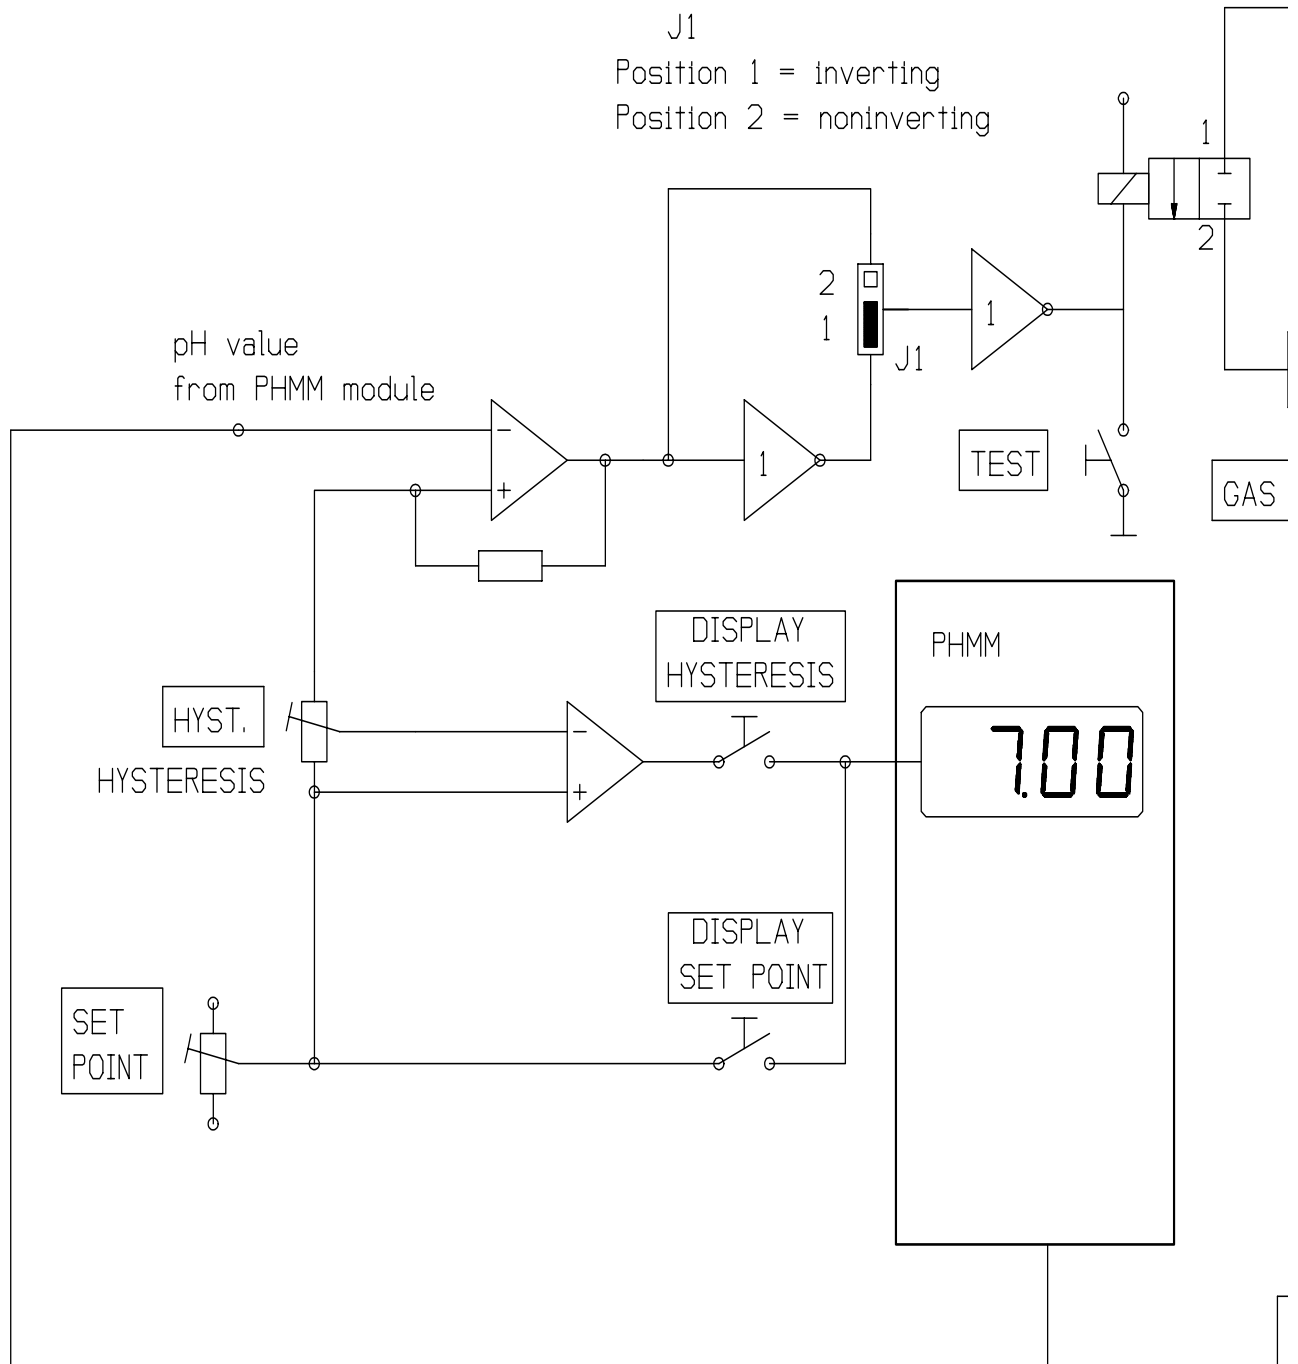 J1
Position 1 = inverting
Position 2 = noninverting
1
2
2
1
J1
1
pH value
from PHMM module
-
+
1
TEST
GAS
DISPLAY
HYSTERESIS
PHMM
HYST.
HYSTERESIS
-
+
7.00
DISPLAY
SET POINT
SET
POINT